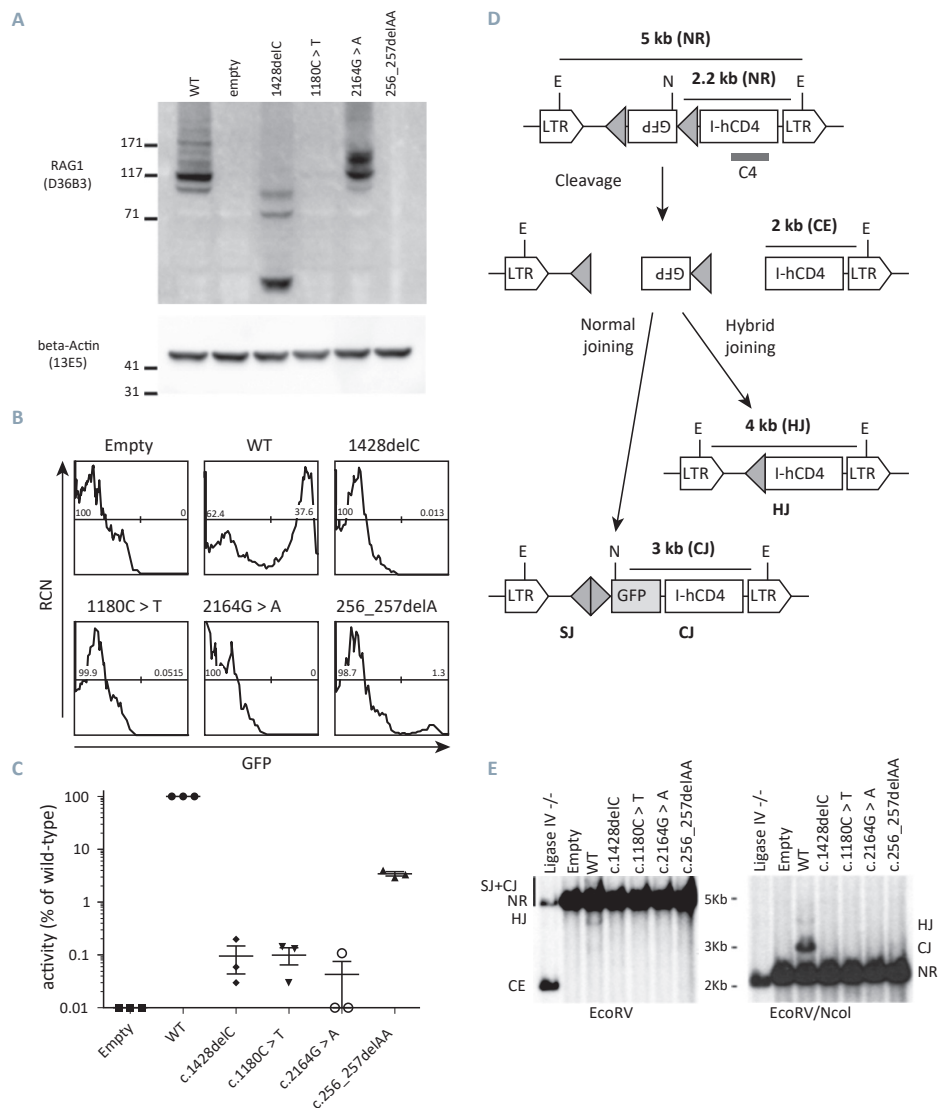 A
WT
empty
1428delC
1180C > T
2164G > A
256_257delAA
RAG1
(D36B3)
171
117
71
beta-Actin
(13E5)
41
31
B
Empty
WT
1428delC
100
0
62.4
37.6
100
0.013
1180C > T
2164G > A
256_257delA
99.9
0.0515
100
0
98.7
1.3
RCN
GFP
C
activity (% of wild-type)
100
10
1
0.1
0.01
Empty
WT
c.1428delC
c.1180C > T
c.2164G > A
c.256_257delAA
D
5 kb (NR)
E
N
2.2 kb (NR)
E
LTR
GFP
I-hCD4
LTR
C4
Cleavage
2 kb (CE)
E
E
LTR
GFP
I-hCD4
LTR
Normal
joining
Hybrid
joining
4 kb (HJ)
E
E
LTR
I-hCD4
LTR
HJ
3 kb (CJ)
E
N
E
LTR
GFP
I-hCD4
LTR
SJ
CJ
E
Ligase IV -/-
Empty
WT
c.1428delC
c.1180C > T
c.2164G > A
c.256_257delAA
SJ+CJ
NR
HJ
CE
EcoRV
Ligase IV -/-
Empty
WT
c.1428delC
c.1180C > T
c.2164G > A
c.256_257delAA
5Kb
3Kb
2Kb
HJ
CJ
NR
EcoRV/NcoI